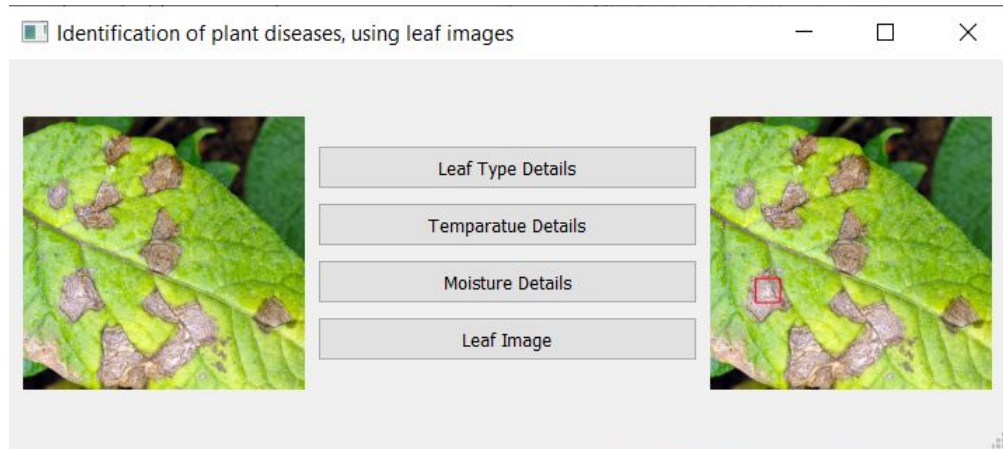 Identification of plant diseases, using leaf images
Leaf Type Details
Temparatue Details
Moisture Details
Leaf Image